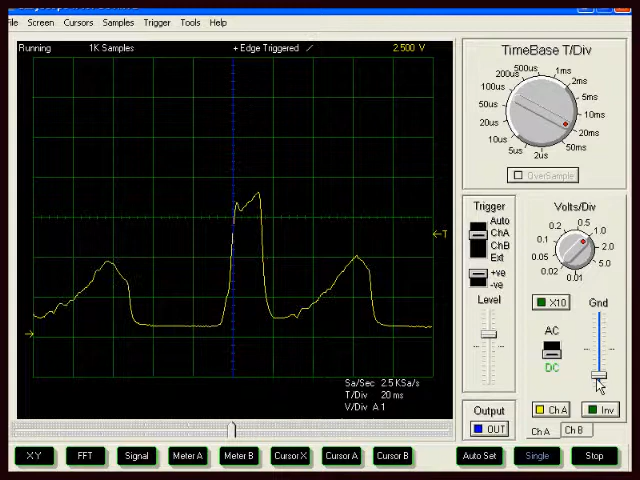 File Screen Cursors Samples Trigger Tools Help
Running 1K Samples + Edge Triggered 2.500 V
T
Sa/Sec 2.5 KSa/s
T/Div 20 ms
V/Div A 1
TimeBase T/Div
500us 1ms
200us 2ms
100us 5ms
50us 10ms
20us 20ms
10us 50ms
5us 2us
OverSample
Trigger
Auto
ChA
ChB
Ext
+ve
-ve
Level
Output
OUT
Volts/Div
0.5
0.2 1.0
0.1 2.0
0.05 5.0
0.02 0.01
X10
Gnd
AC
DC
Ch A Inv
Ch A Ch B
XY FFT Signal Meter A Meter B Cursor X Cursor A Cursor B Auto Set Single Stop